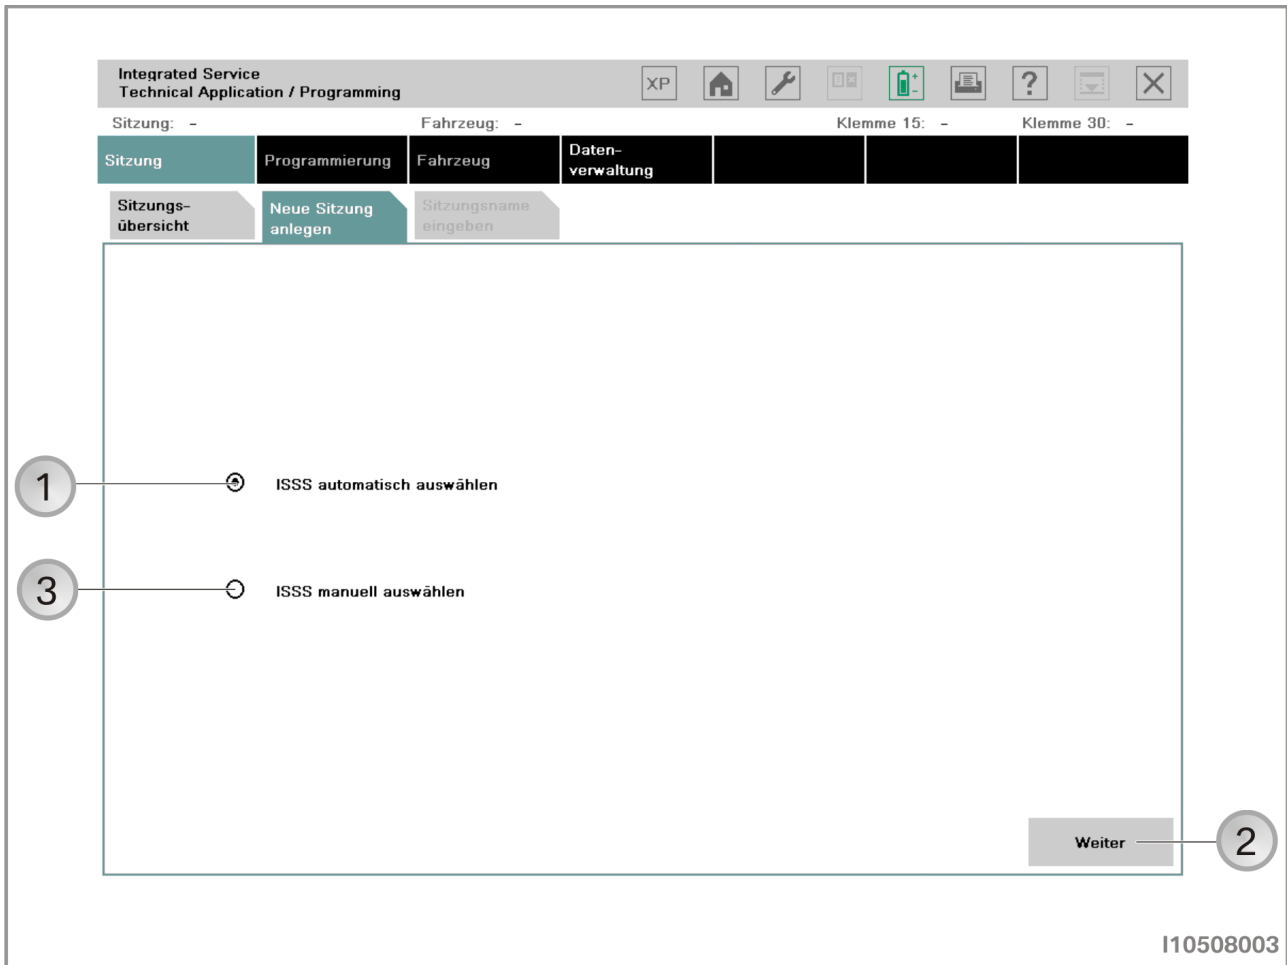 Integrated Service
Technical Application / Programming
XP
?
Sitzung: -
Fahrzeug: -
Klemme 15: -
Klemme 30: -
Sitzung
Programmierung
Fahrzeug
Daten-
verwaltung
Sitzungs-
übersicht
Neue Sitzung
anlegen
Sitzungsname
eingeben
1
ISSS automatisch auswählen
3
ISSS manuell auswählen
Weiter
2
I10508003